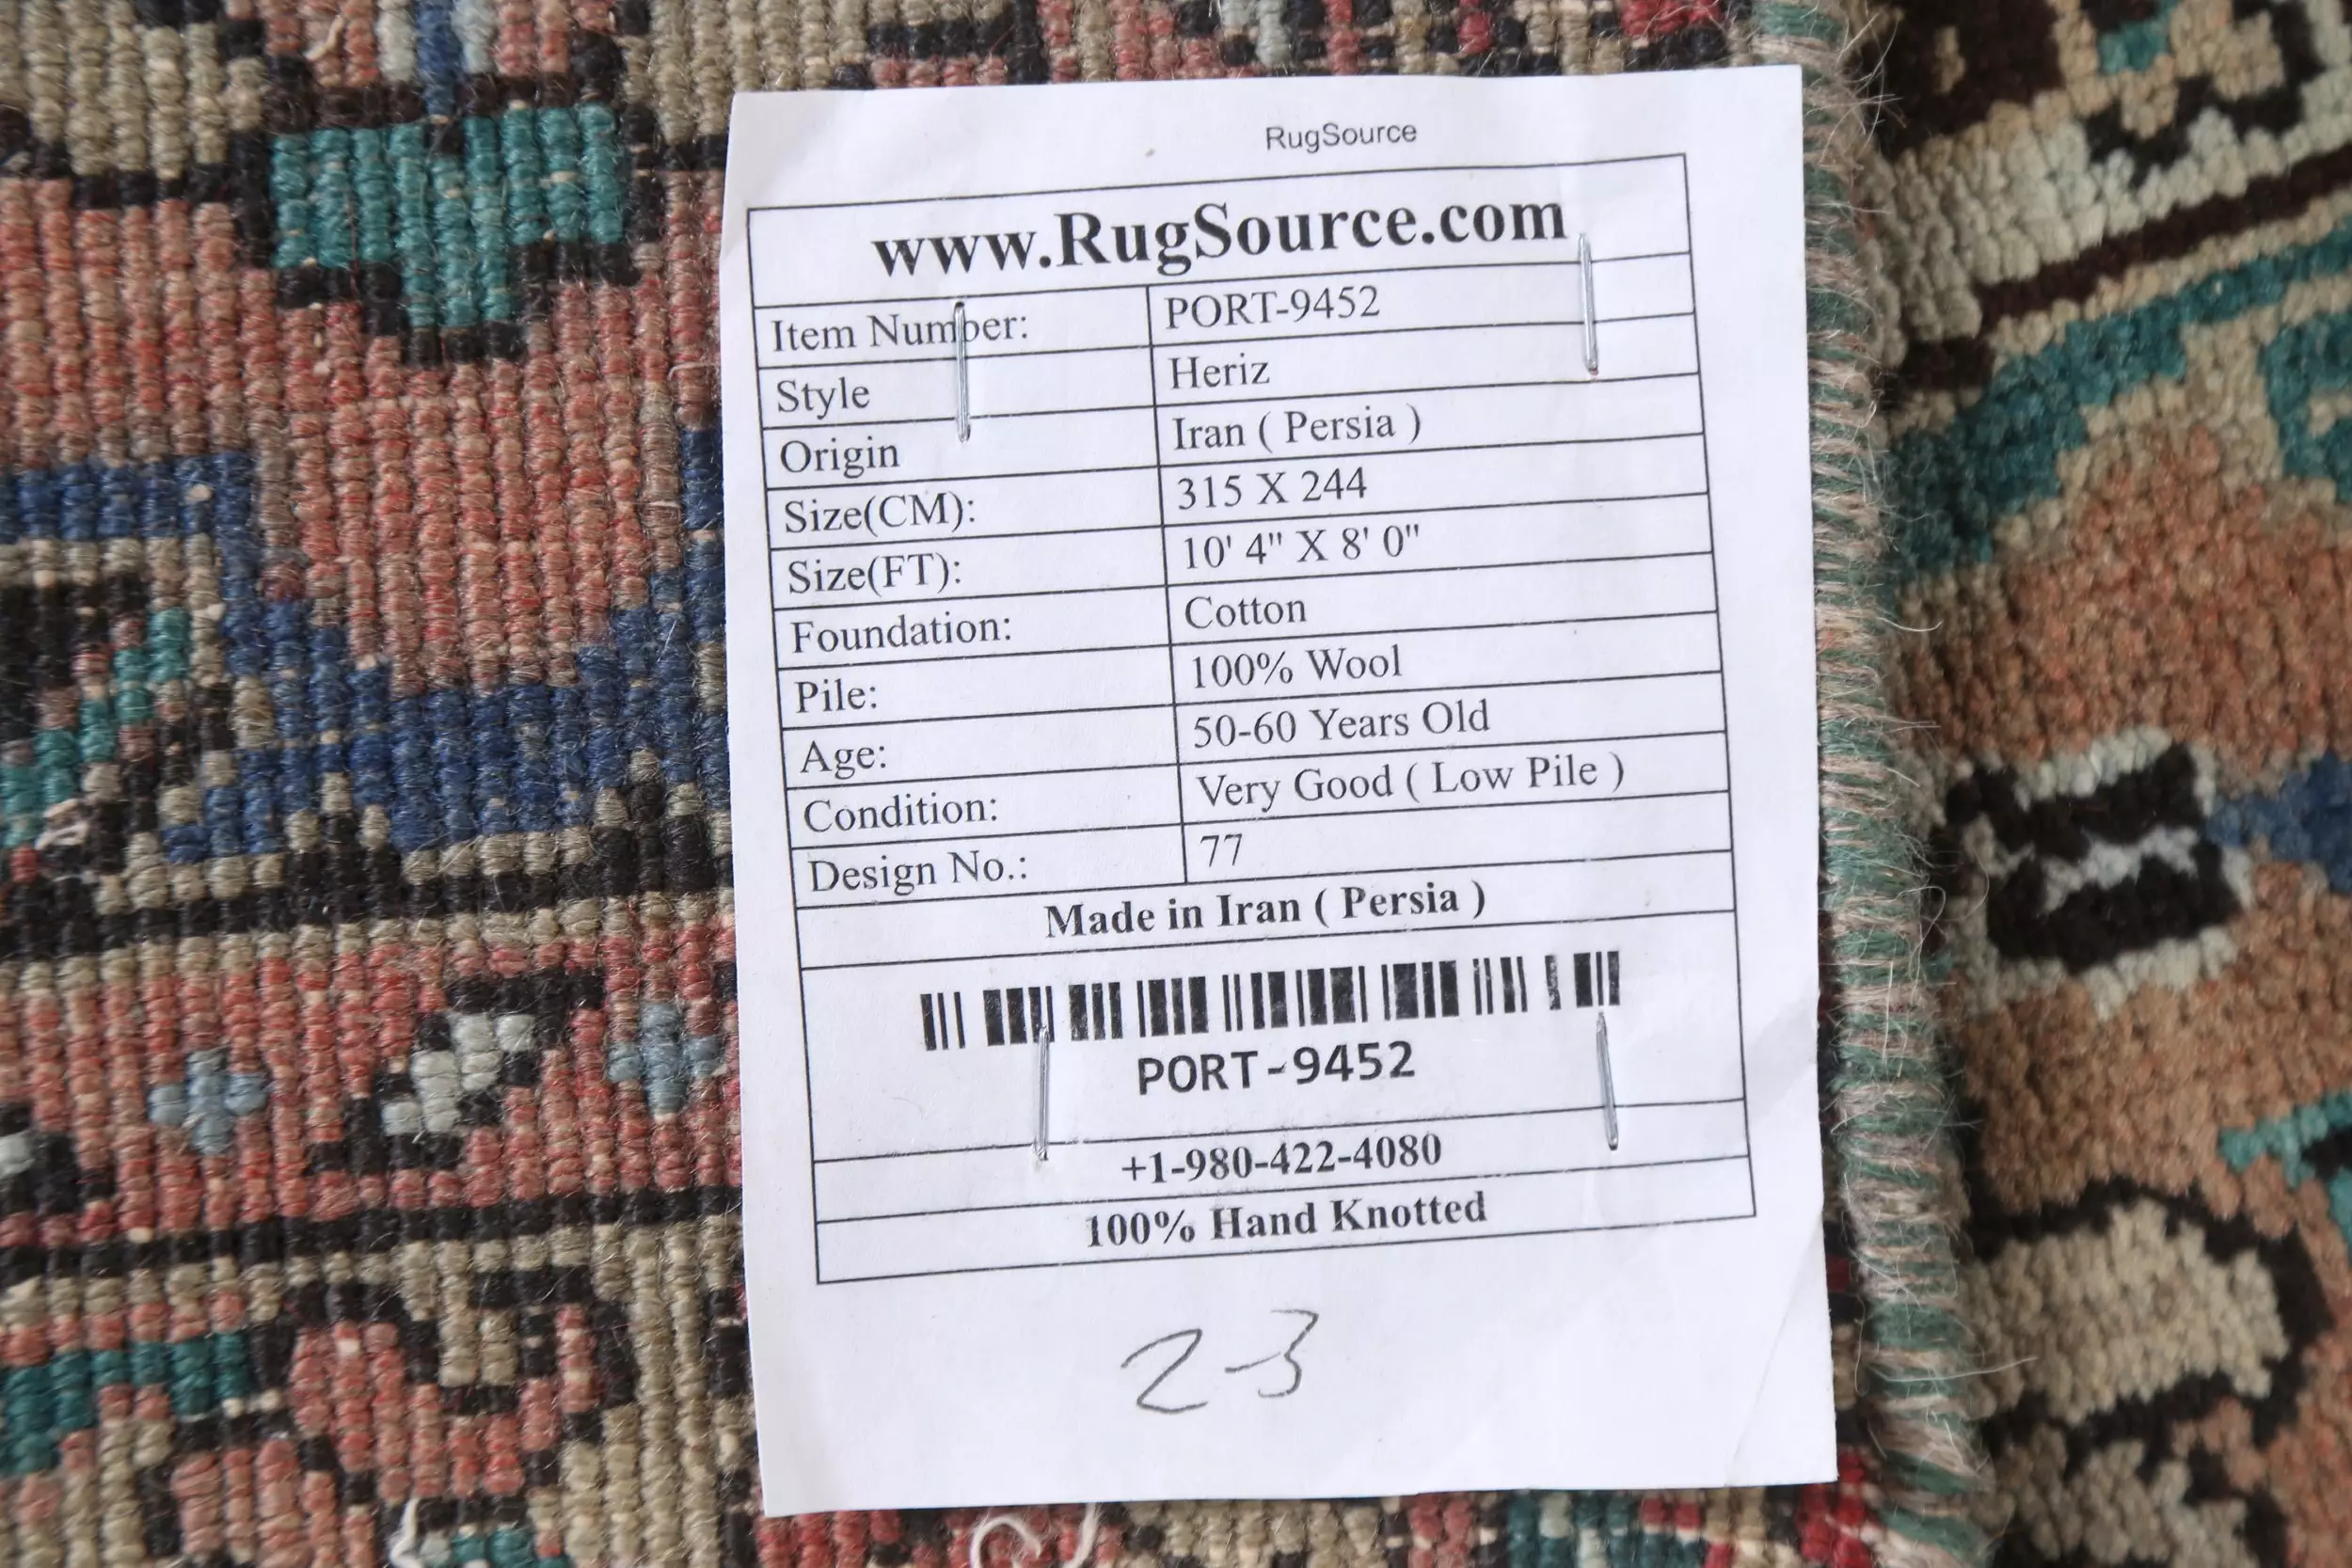 RugSource
www.RugSource.com
Item Number: PORT-9452
Style Heriz
Origin Iran ( Persia )
Size(CM): 315 X 244
Size(FT): 10' 4" X 8' 0"
Foundation: Cotton
Pile: 100% Wool
Age: 50-60 Years Old
Condition: Very Good ( Low Pile )
Design No.: 77
Made in Iran ( Persia )
PORT-9452
+1-980-422-4080
100% Hand Knotted
2-3